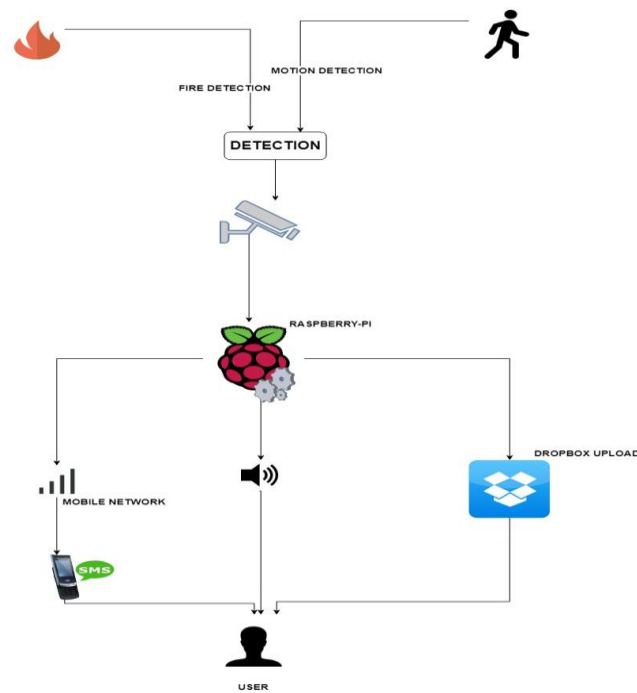 MOTION DETECTION
FIRE DETECTION
DETECTION
RASPBERRY-PI
DROPBOX UPLOAD
MOBILE NETWORK
SMS
USER